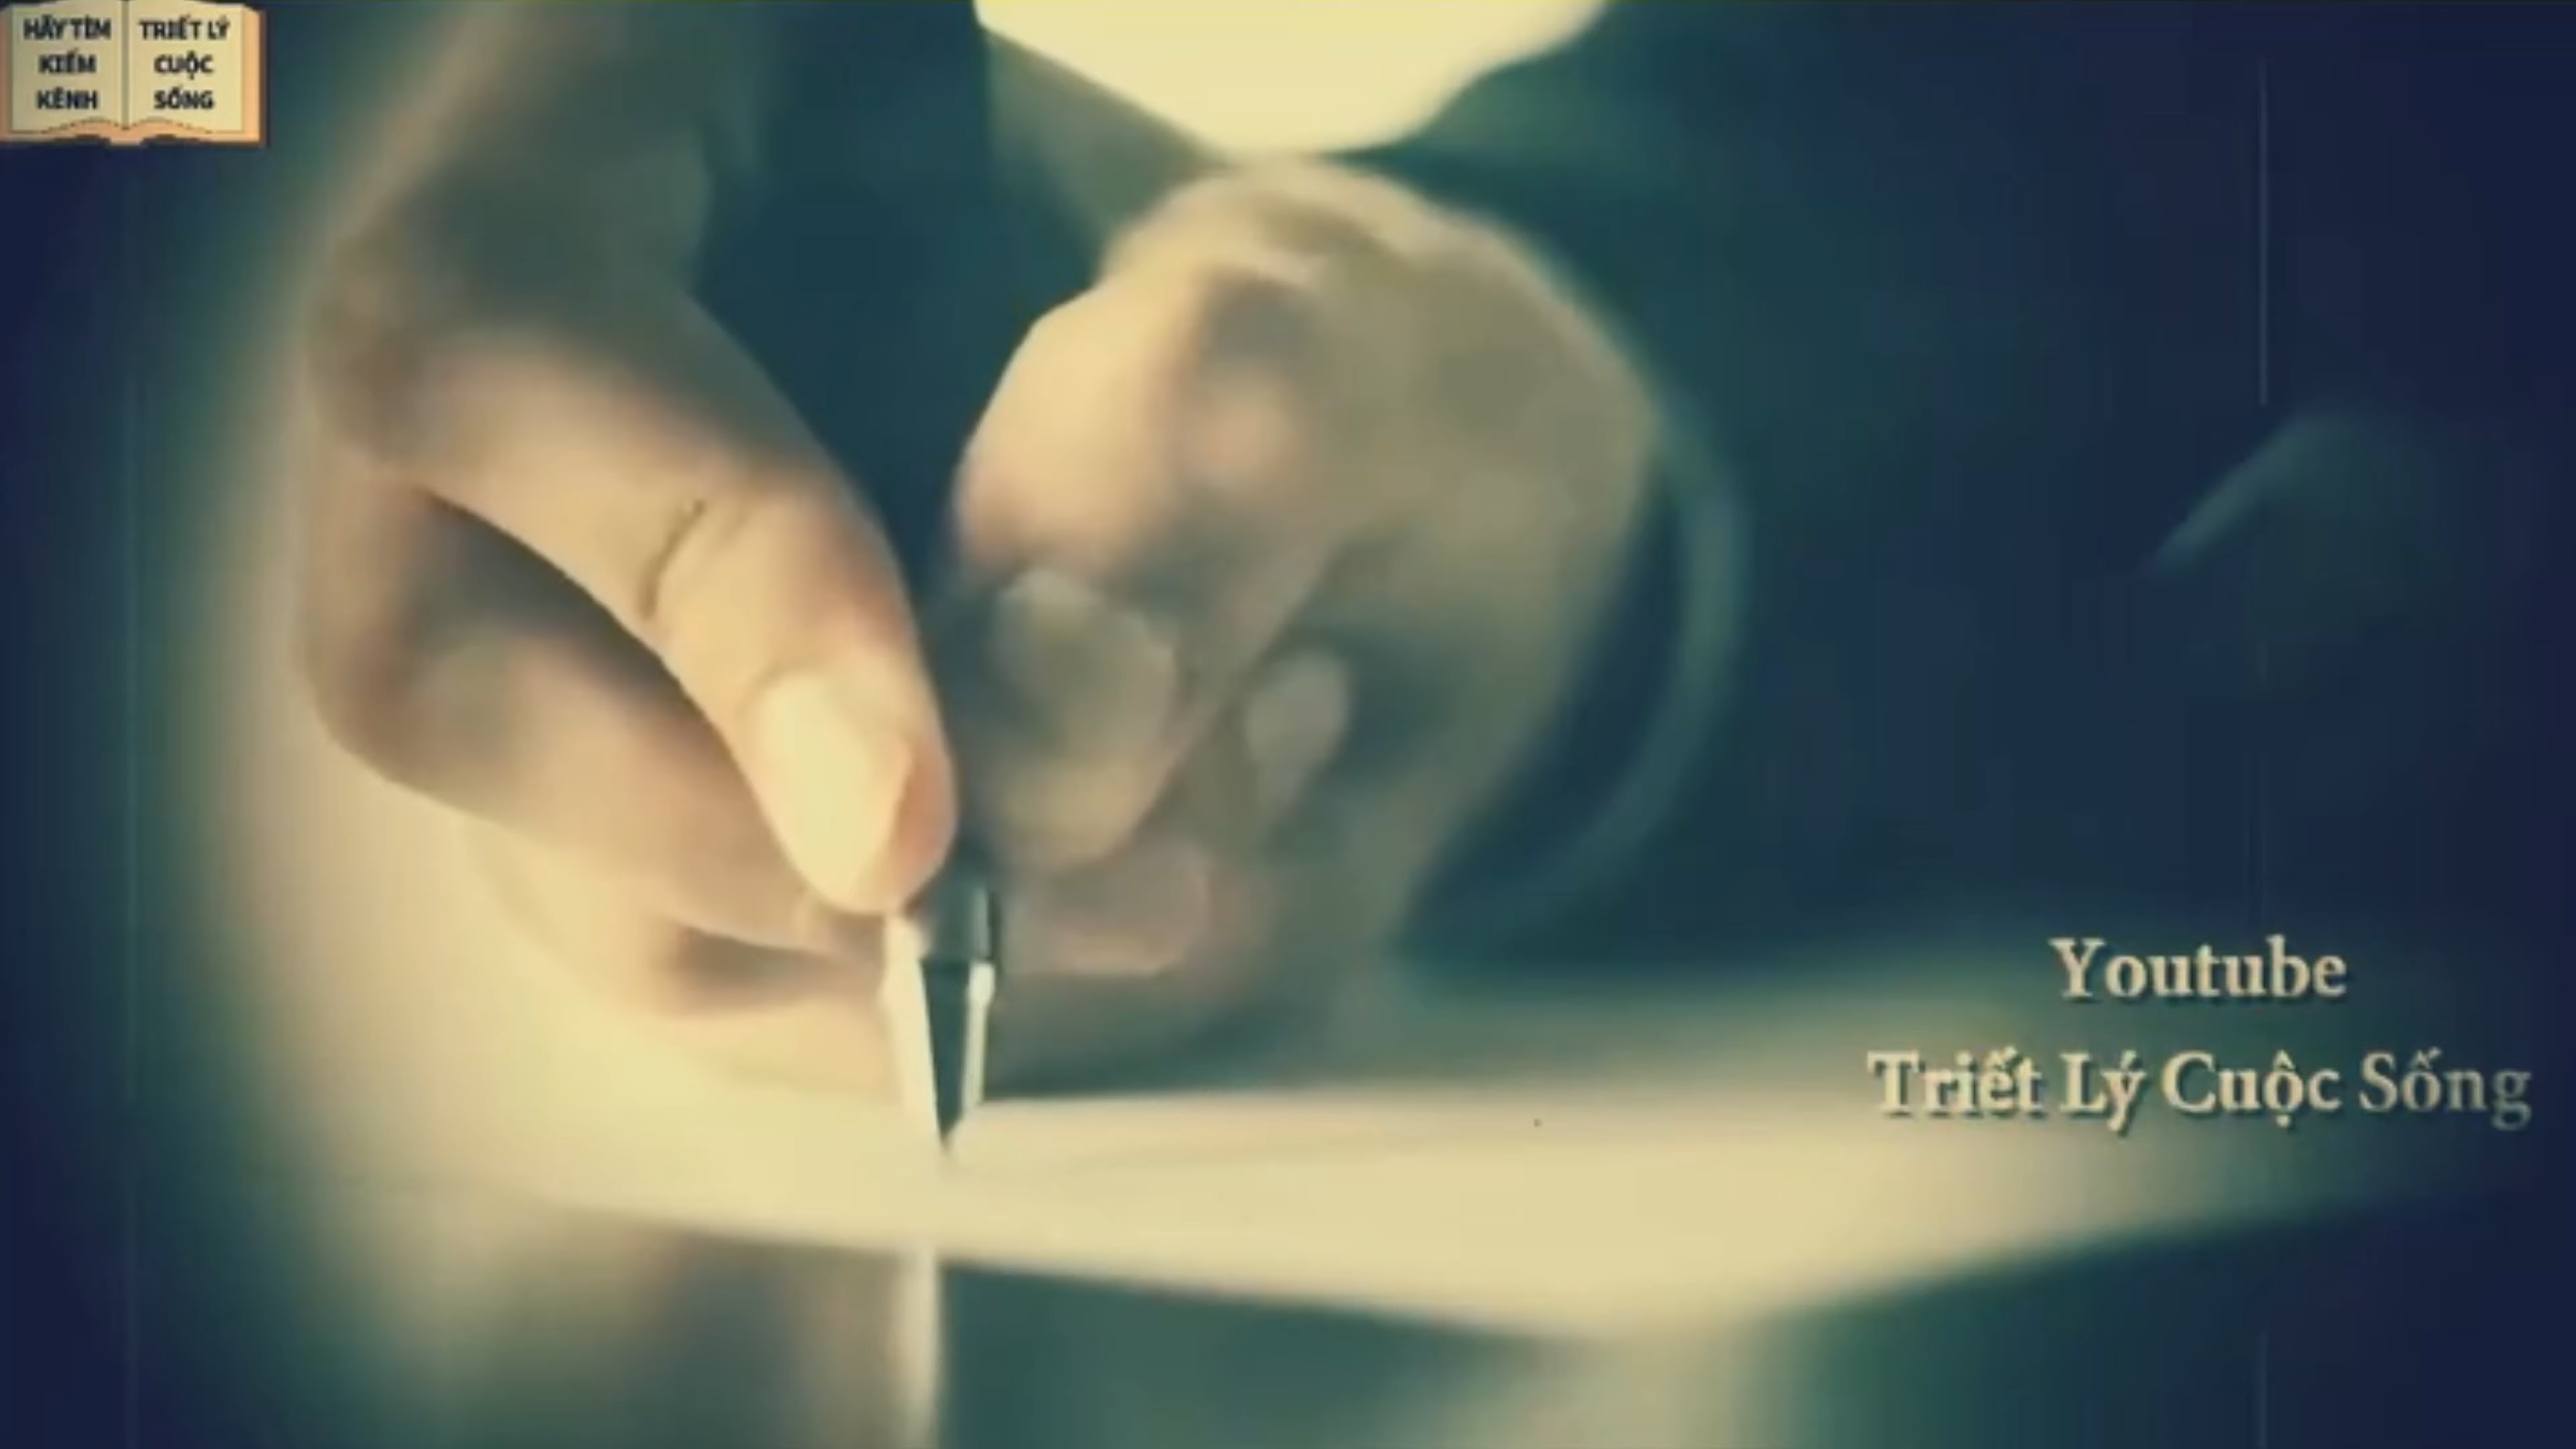 HÃY TÌM
KIẾM
KÊNH
TRIẾT LÝ
CUỘC
SỐNG
Youtube
Triết Lý Cuộc Sống